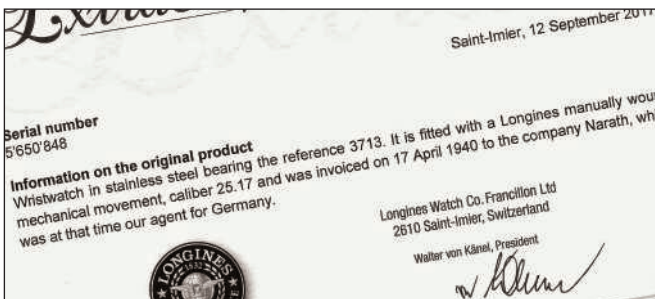 Saint-Imier, 12 September 2017
Serial number
5'650'848
Information on the original product
Wristwatch in stainless steel bearing the reference 3713. It is fitted with a Longines manually
mechanical movement, caliber 25.17 and was invoiced on 17 April 1940 to the company Narath,
was at that time our agent for Germany.
Longines Watch Co. Francillon Ltd
2610 Saint-Imier, Switzerland
Walter von Känel, President
LONGINES